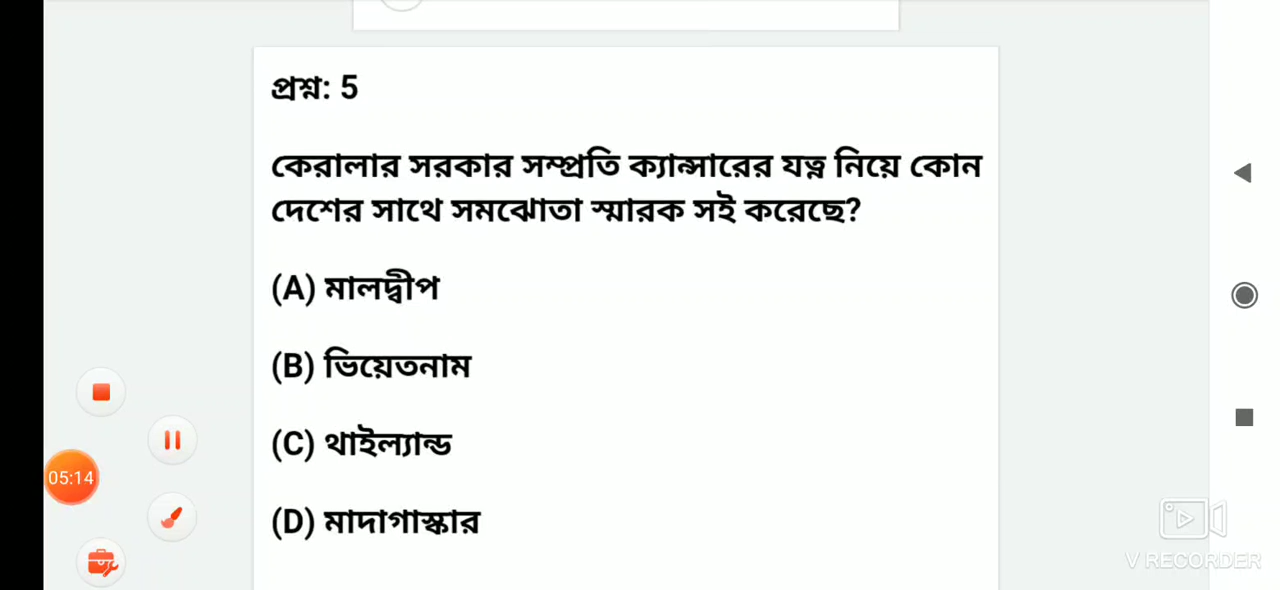 প্রশ্ন: 5
কেরালার সরকার সম্প্রতি ক্যান্সারের যত্ন নিয়ে কোন
দেশের সাথে সমঝোতা স্মারক সই করেছে?
(A) মালদ্বীপ
(B) ভিয়েতনাম
(C) থাইল্যান্ড
(D) মাদাগাস্কার
05:14
V RECORDER